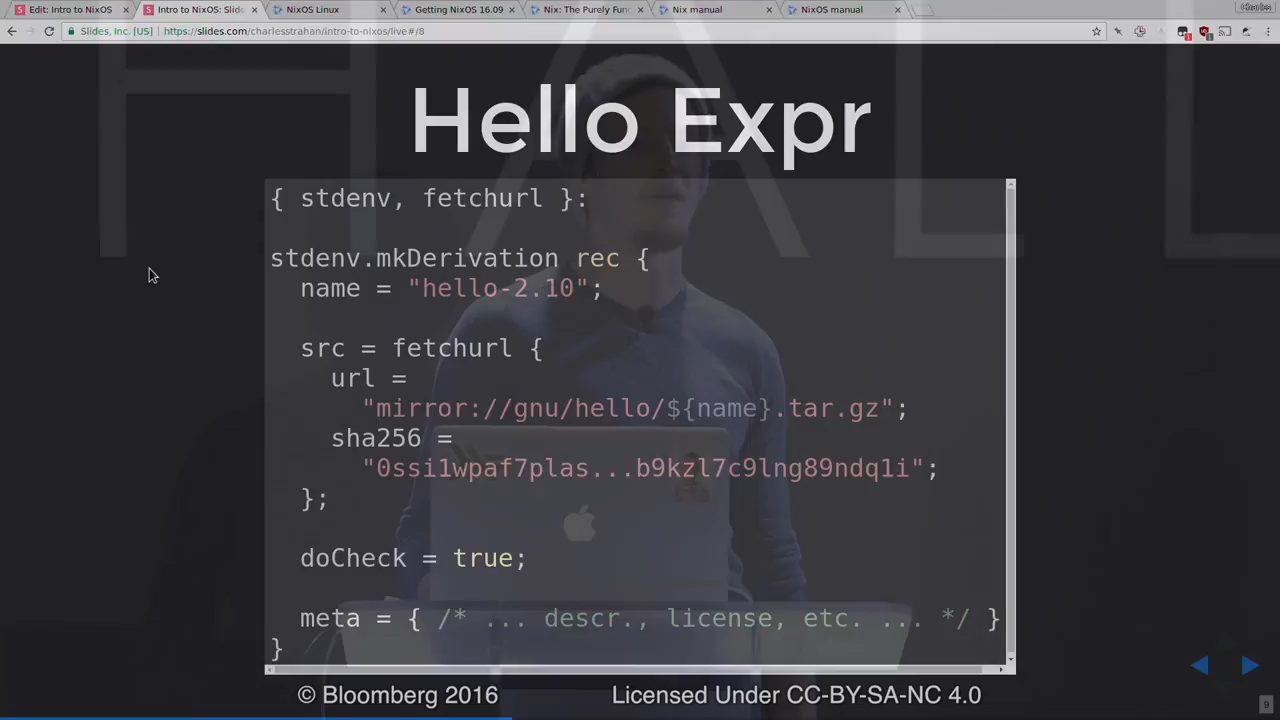 Edit: Intro to NixOS
Intro to NixOS: Slide
NixOS Linux
Getting NixOS 16.09
Nix: The Purely Fun
Nix manual
NixOS manual
Slides, Inc. [US]
https://slides.com/charlesstrahan/intro-to-nixos/live#/8
HALL
Hello Expr
{ stdenv, fetchurl }:
stdenv.mkDerivation rec {
name = "hello-2.10";
src = fetchurl {
url =
"mirror://gnu/hello/${name}.tar.gz";
sha256 =
"0ssi1wpaf7plas...b9kzl7c9lng89ndq1i";
};
doCheck = true;
meta = { /* ... descr., license, etc. ... */ }
}
© Bloomberg 2016
Licensed Under CC-BY-SA-NC 4.0
9